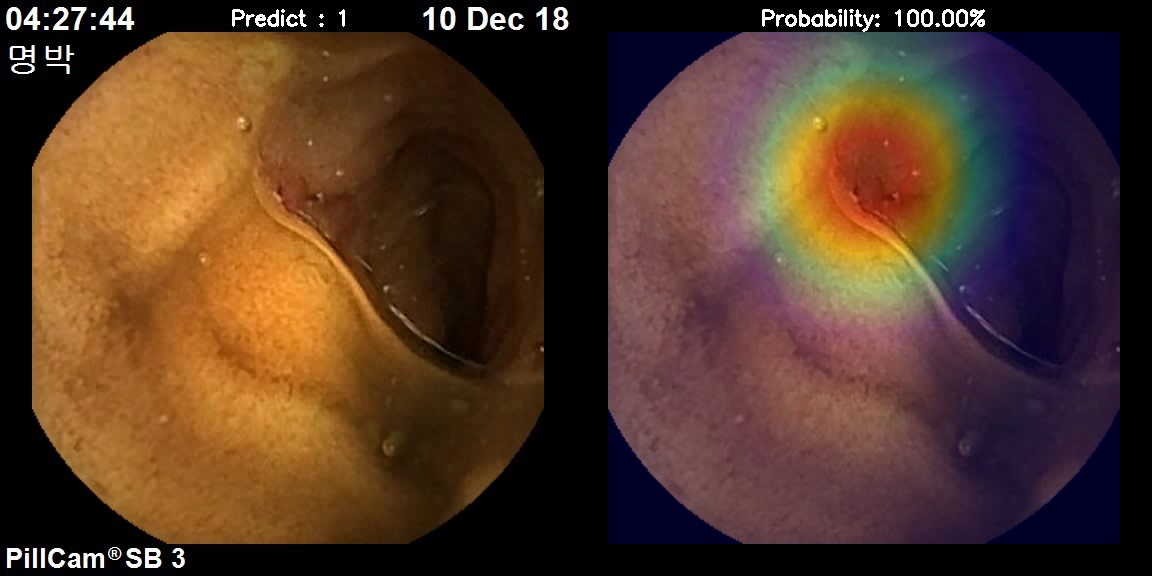 04:27:44
Predict : 1
10 Dec 18
Probability: 100.00%
명박
PillCam® SB 3